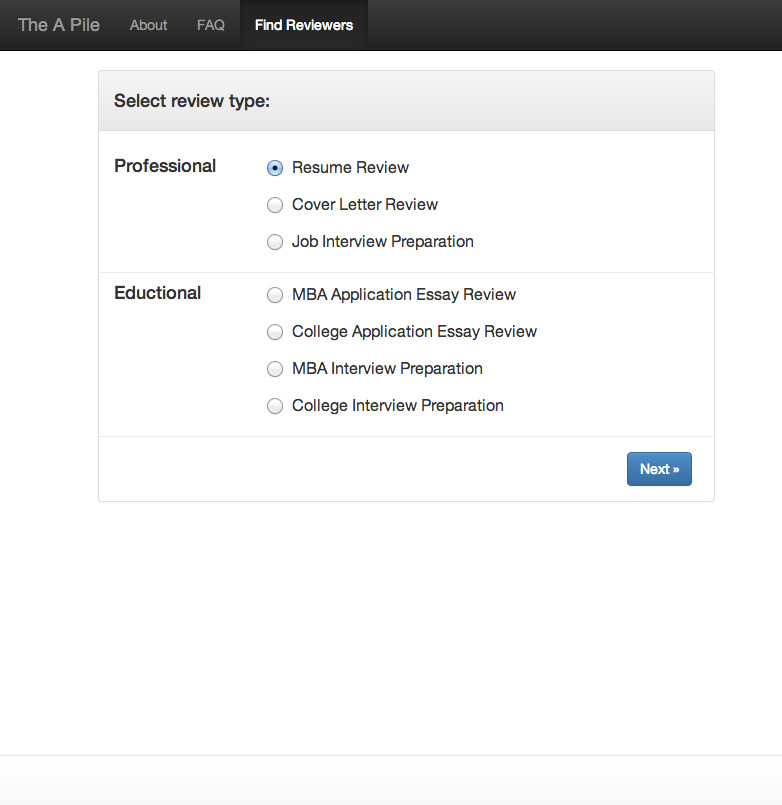 The A Pile About FAQ Find Reviewers
Select review type:
Professional Resume Review
Cover Letter Review
Job Interview Preparation
Eductional MBA Application Essay Review
College Application Essay Review
MBA Interview Preparation
College Interview Preparation
Next »